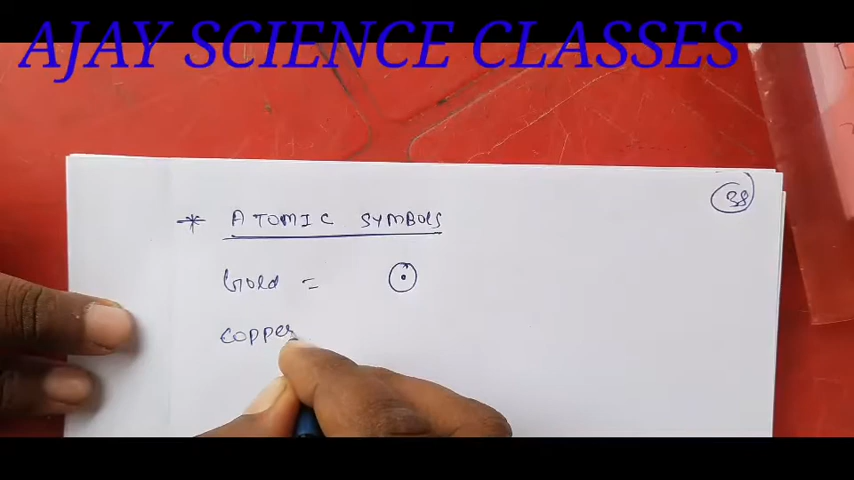 AJAY SCIENCE CLASSES
38
* ATOMIC SYMBOLS
Gold = ⊙
Copper